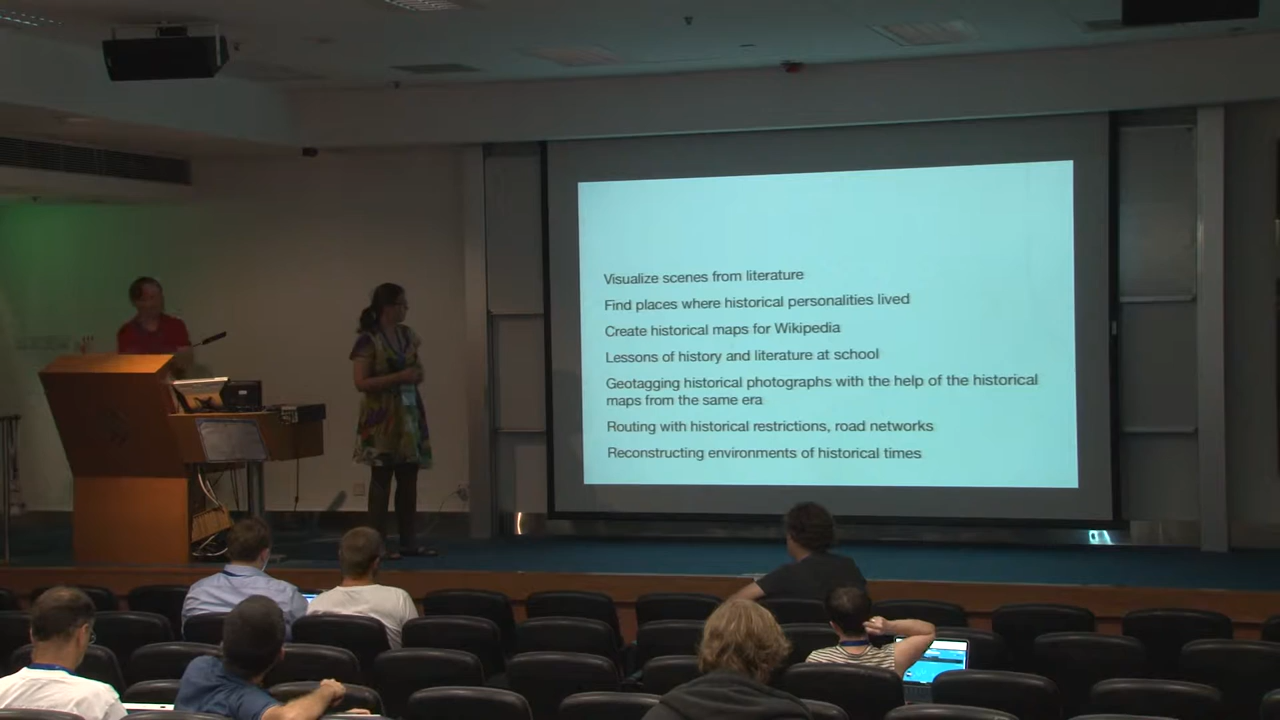 Visualize scenes from literature
Find places where historical personalities lived
Create historical maps for Wikipedia
Lessons of history and literature at school
Geotagging historical photographs with the help of the historical
maps from the same era
Routing with historical restrictions, road networks
Reconstructing environments of historical times